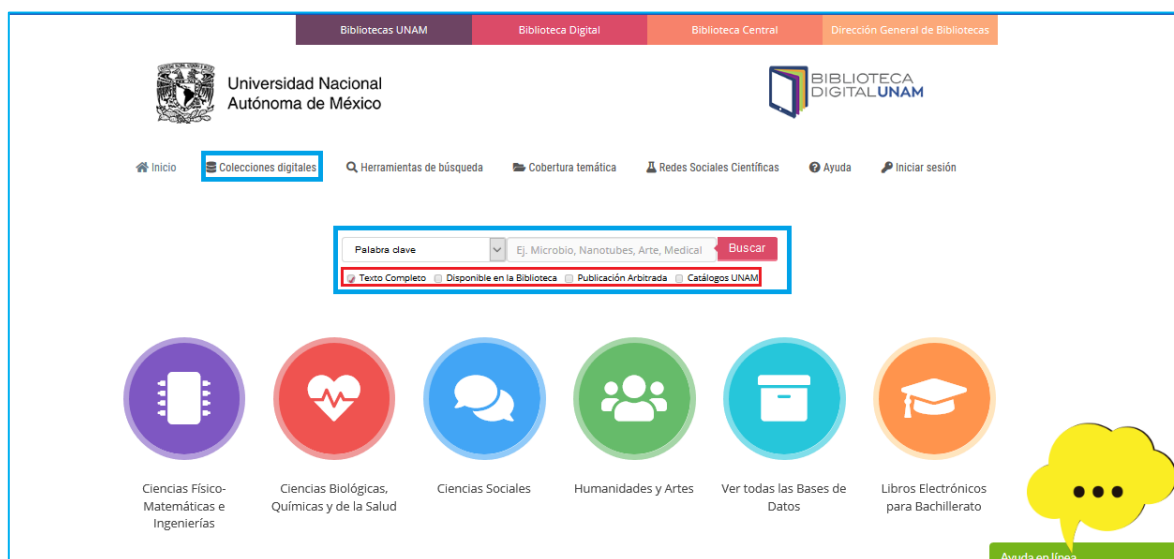 Bibliotecas UNAM
Biblioteca Digital
Biblioteca Central
Dirección General de Bibliotecas
Universidad Nacional
Autónoma de México
BIBLIOTECA
DIGITALUNAM
Inicio
Colecciones digitales
Herramientas de búsqueda
Cobertura temática
Redes Sociales Científicas
Ayuda
Iniciar sesión
Palabra clave
Ej. Microbio, Nanotubes, Arte, Medical
Buscar
Texto Completo
Disponible en la Biblioteca
Publicación Arbitrada
Catálogos UNAM
Ciencias Físico-
Matemáticas e
Ingenierías
Ciencias Biológicas,
Químicas y de la Salud
Ciencias Sociales
Humanidades y Artes
Ver todas las Bases de
Datos
Libros Electrónicos
para Bachillerato
Ayuda en línea